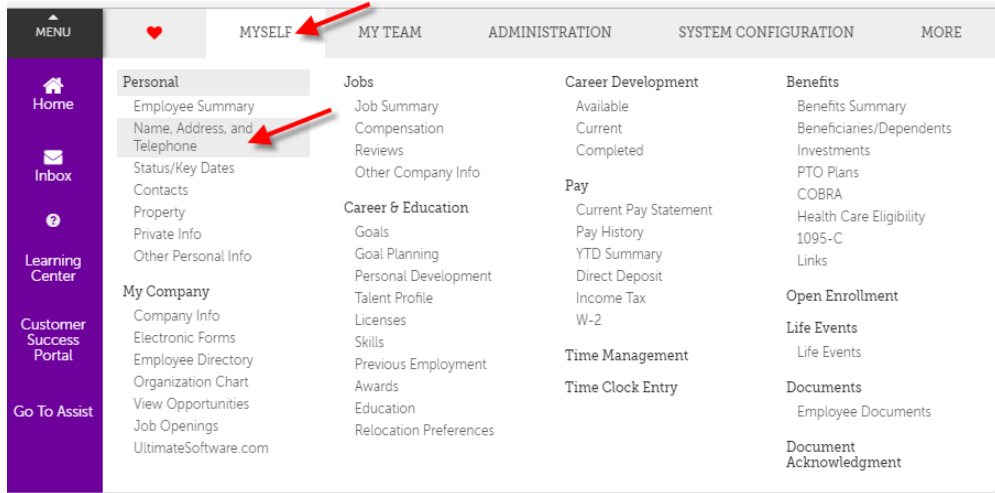 MENU
MYSELF
MY TEAM
ADMINISTRATION
SYSTEM CONFIGURATION
MORE
Home
Inbox
?
Learning
Center
Customer
Success
Portal
Go To Assist
Personal
Employee Summary
Name, Address, and
Telephone
Status/Key Dates
Contacts
Property
Private Info
Other Personal Info
My Company
Company Info
Electronic Forms
Employee Directory
Organization Chart
View Opportunities
Job Openings
UltimateSoftware.com
Jobs
Job Summary
Compensation
Reviews
Other Company Info
Career & Education
Goals
Goal Planning
Personal Development
Talent Profile
Licenses
Skills
Previous Employment
Awards
Education
Relocation Preferences
Career Development
Available
Current
Completed
Pay
Current Pay Statement
Pay History
YTD Summary
Direct Deposit
Income Tax
W-2
Time Management
Time Clock Entry
Benefits
Benefits Summary
Beneficiaries/Dependents
Investments
PTO Plans
COBRA
Health Care Eligibility
1095-C
Links
Open Enrollment
Life Events
Life Events
Documents
Employee Documents
Document
Acknowledgment